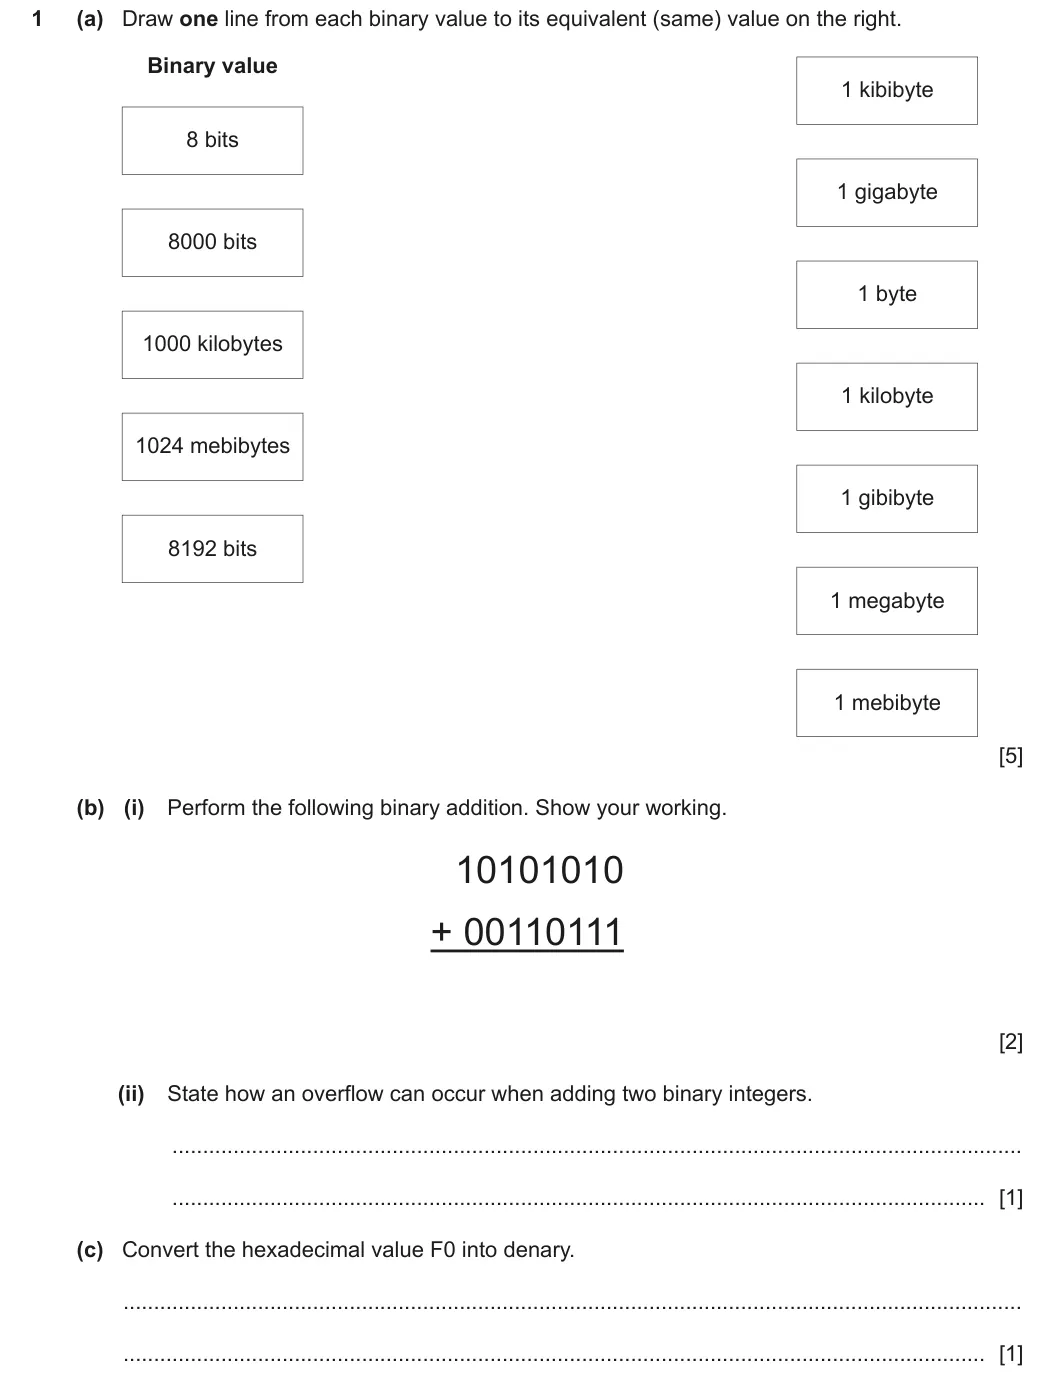 1 (a) Draw one line from each binary value to its equivalent (same) value on the right.
Binary value
8 bits
8000 bits
1000 kilobytes
1024 mebibytes
8192 bits
1 kibibyte
1 gigabyte
1 byte
1 kilobyte
1 gibibyte
1 megabyte
1 mebibyte
[5]
(b) (i) Perform the following binary addition. Show your working.
10101010
+ 00110111
[2]
(ii) State how an overflow can occur when adding two binary integers.
[1]
(c) Convert the hexadecimal value F0 into denary.
[1]